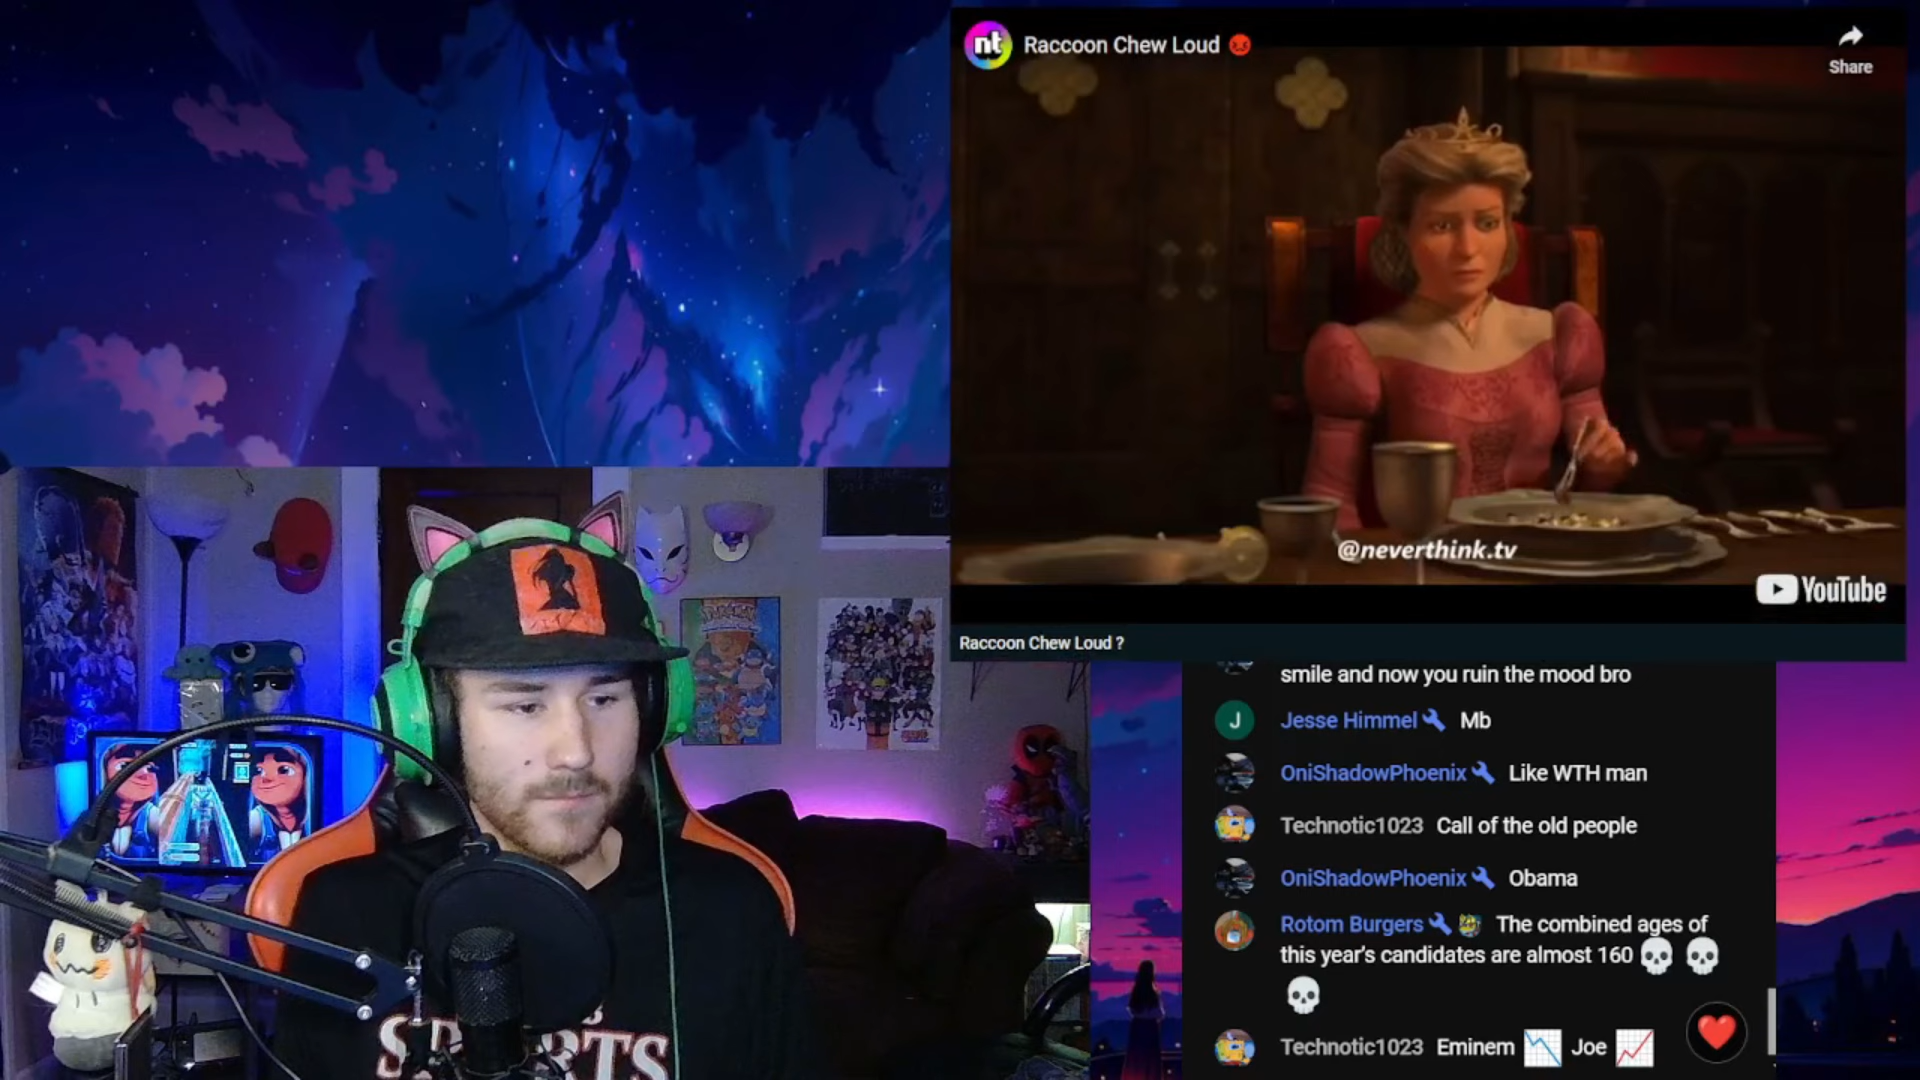 nt Raccoon Chew Loud
Share
@neverthink.tv
YouTube
Raccoon Chew Loud ?
smile and now you ruin the mood bro
J Jesse Himmel Mb
OniShadowPhoenix Like WTH man
Technotic1023 Call of the old people
OniShadowPhoenix Obama
Rotom Burgers The combined ages of
this year's candidates are almost 160
Technotic1023 Eminem Joe